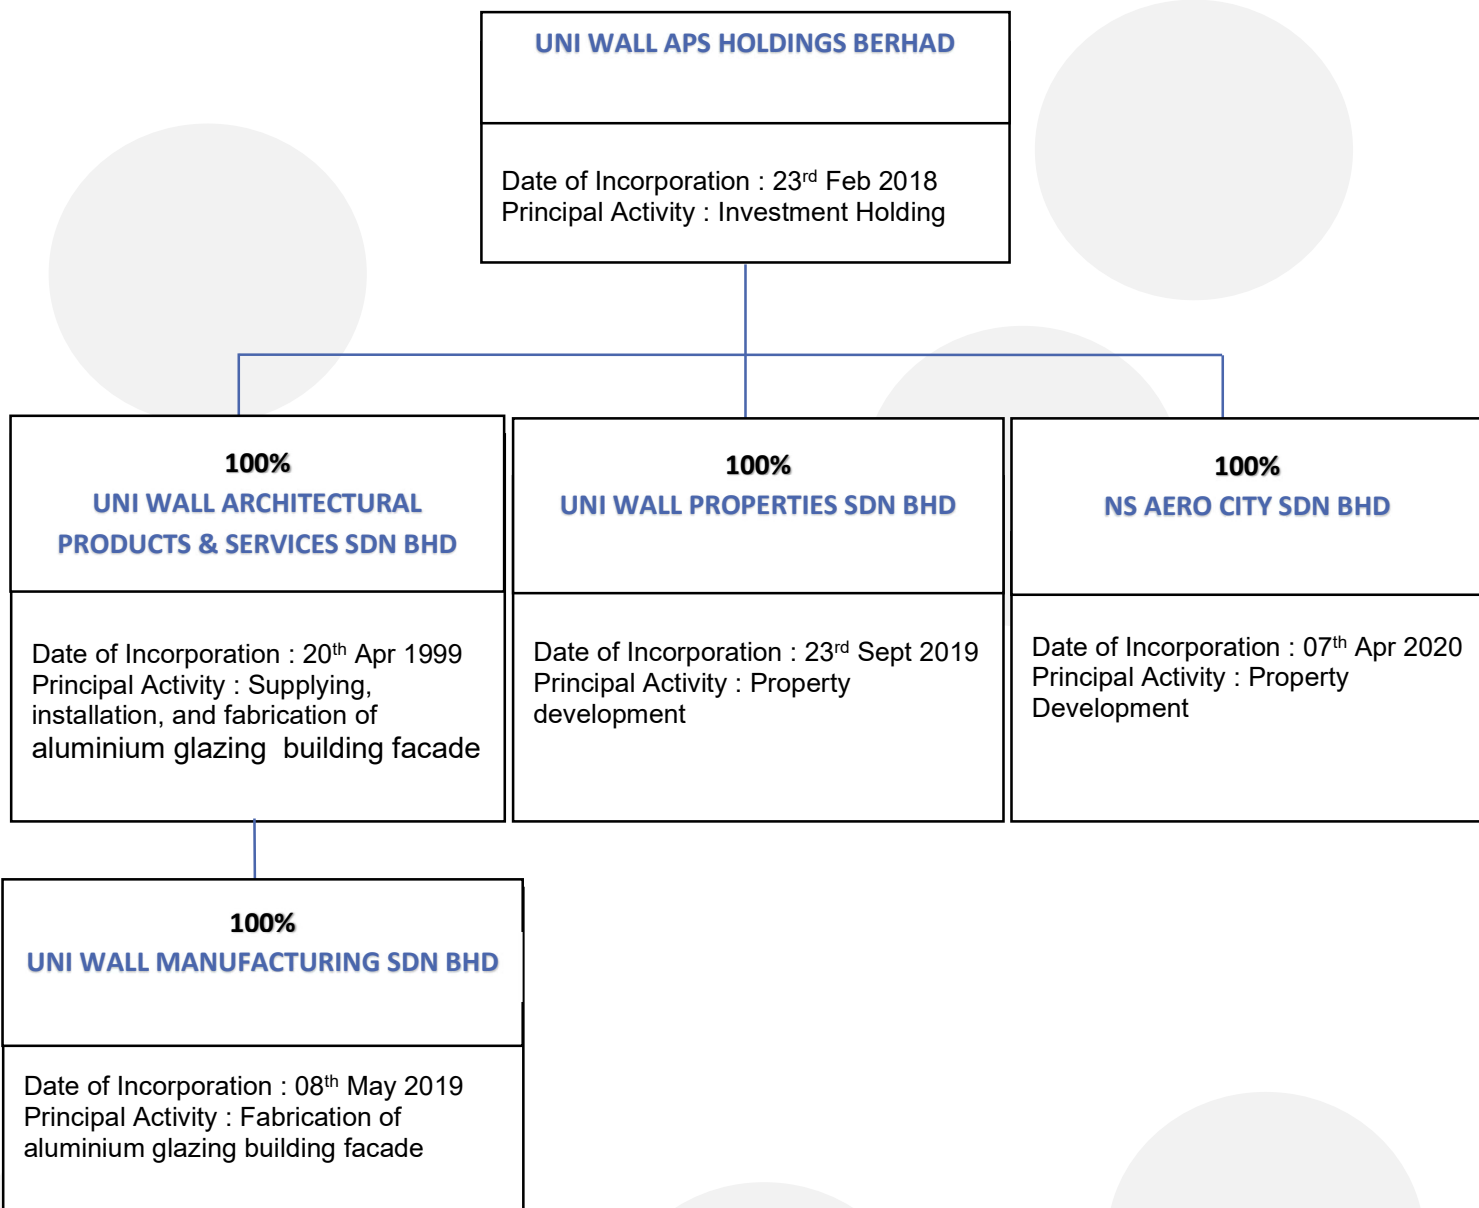 UNI WALL APS HOLDINGS BERHAD
Date of Incorporation : 23rd Feb 2018
Principal Activity : Investment Holding
100%
UNI WALL ARCHITECTURAL
PRODUCTS & SERVICES SDN BHD
Date of Incorporation : 20th Apr 1999
Principal Activity : Supplying,
installation, and fabrication of
aluminium glazing  building facade
100%
UNI WALL PROPERTIES SDN BHD
Date of Incorporation : 23rd Sept 2019
Principal Activity : Property
development
100%
NS AERO CITY SDN BHD
Date of Incorporation : 07th Apr 2020
Principal Activity : Property
Development
100%
UNI WALL MANUFACTURING SDN BHD
Date of Incorporation : 08th May 2019
Principal Activity : Fabrication of
aluminium glazing building facade